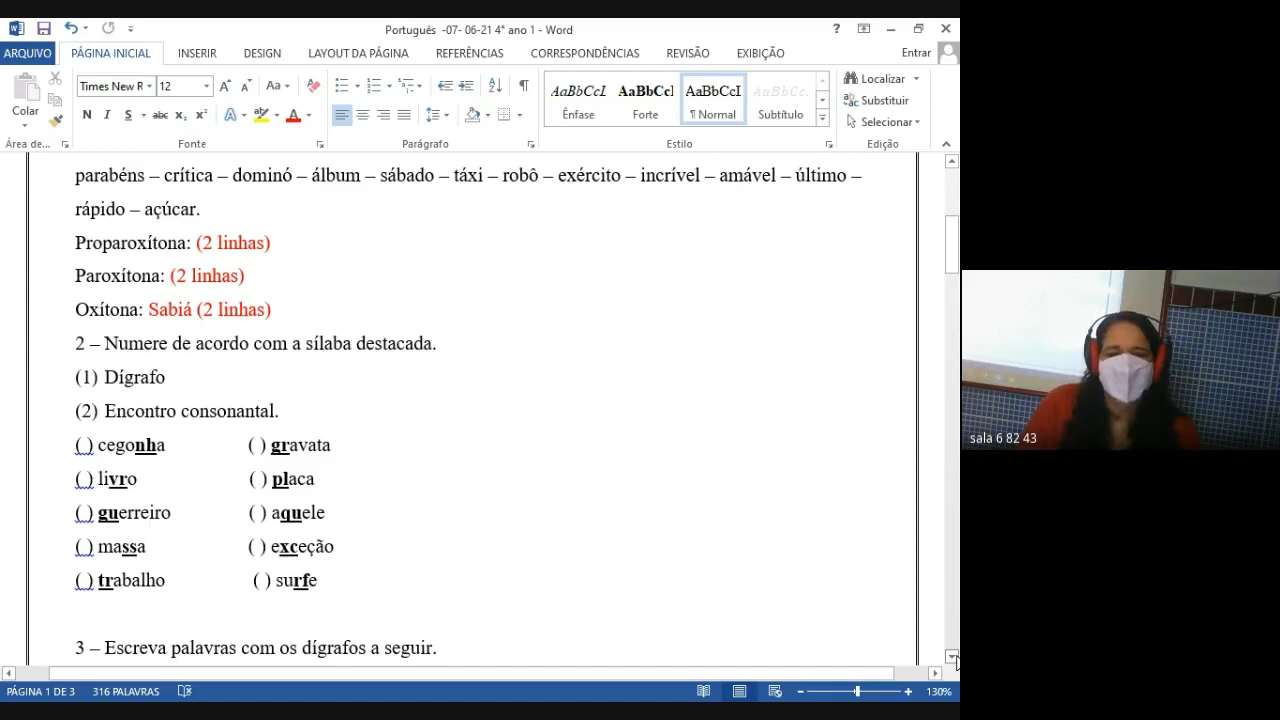 Português -07- 06-21 4° ano 1 - Word
ARQUIVO PÁGINA INICIAL INSERIR DESIGN LAYOUT DA PÁGINA REFERÊNCIAS CORRESPONDÊNCIAS REVISÃO EXIBIÇÃO Entrar
Colar
Times New R 12
Aa
N I S abc x₂ x² A A
AaBbCcI AaBbCcI AaBbCcI AaBbCc.
Ênfase Forte ¶ Normal Subtítulo
Localizar
Substituir
Selecionar
Área de... Fonte Parágrafo Estilo Edição
parabéns – crítica – dominó – álbum – sábado – táxi – robô – exército – incrível – amável – último –
rápido – açúcar.
Proparoxítona: (2 linhas)
Paroxítona: (2 linhas)
Oxítona: Sabiá (2 linhas)
2 – Numere de acordo com a sílaba destacada.
(1) Dígrafo
(2) Encontro consonantal.
( ) cegonha ( ) gravata
( ) livro ( ) placa
( ) guerreiro ( ) aquele
( ) massa ( ) exceção
( ) trabalho ( ) surfe
3 – Escreva palavras com os dígrafos a seguir.
PÁGINA 1 DE 3 316 PALAVRAS 130%
sala 6 82 43